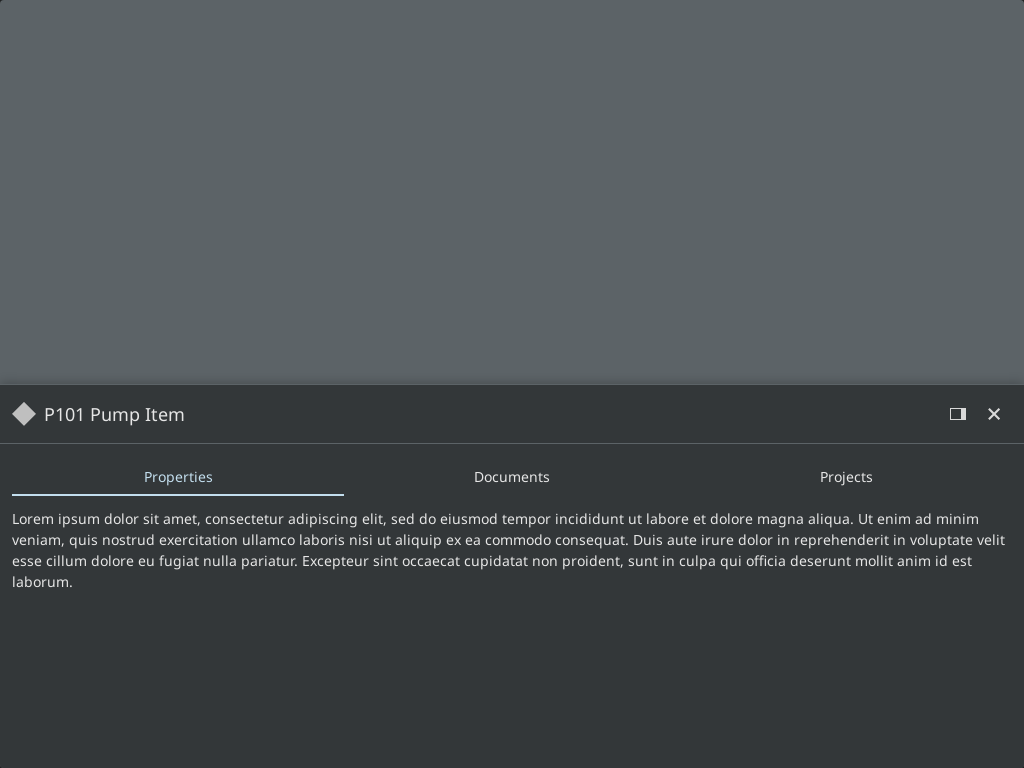 P101 Pump Item
Properties
Documents
Projects
Lorem ipsum dolor sit amet, consectetur adipiscing elit, sed do eiusmod tempor incididunt ut labore et dolore magna aliqua. Ut enim ad minim
veniam, quis nostrud exercitation ullamco laboris nisi ut aliquip ex ea commodo consequat. Duis aute irure dolor in reprehenderit in voluptate velit
esse cillum dolore eu fugiat nulla pariatur. Excepteur sint occaecat cupidatat non proident, sunt in culpa qui officia deserunt mollit anim id est
laborum.